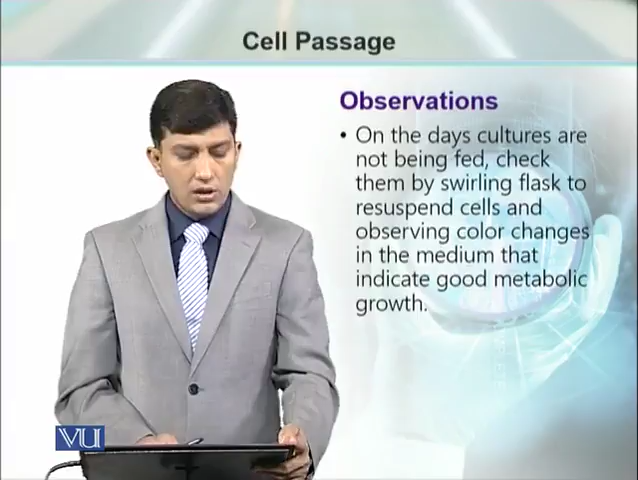 Cell Passage
Observations
• On the days cultures are
not being fed, check
them by swirling flask to
resuspend cells and
observing color changes
in the medium that
indicate good metabolic
growth.
VU